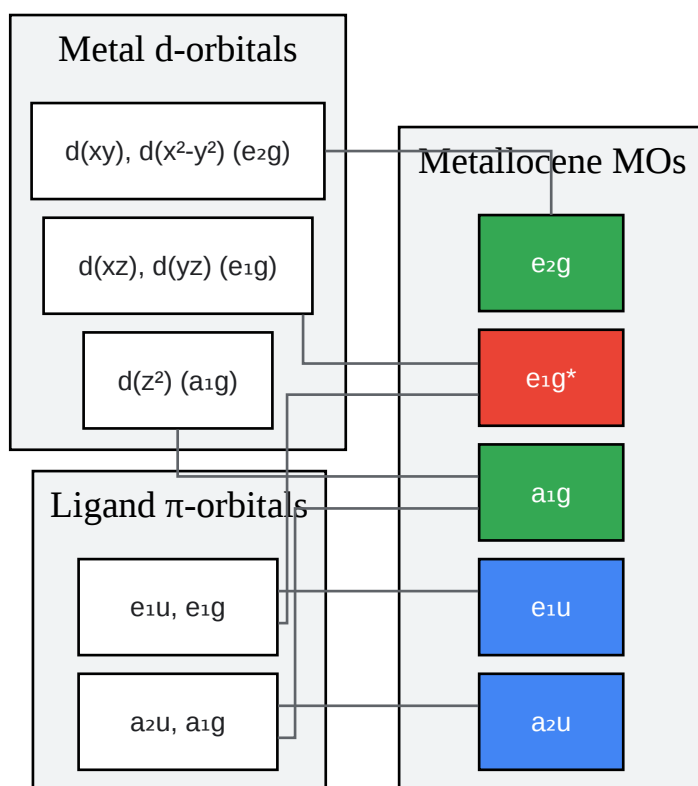 Metal d-orbitals
d(xy), d(x²-y²) (e₂g)
d(xz), d(yz) (e₁g)
d(z²) (a₁g)
Ligand π-orbitals
e₁u, e₁g
a₂u, a₁g
Metallocene MOs
e₂g
e₁g*
a₁g
e₁u
a₂u